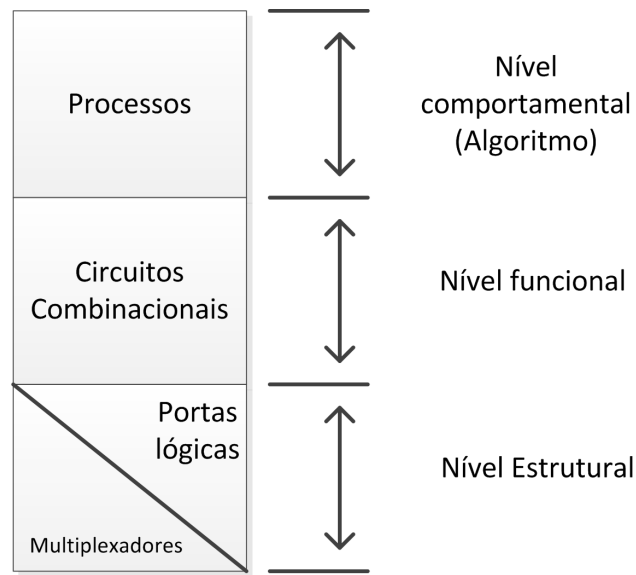 Processos
Nível
comportamental
(Algoritmo)
Circuitos
Combinacionais
Nível funcional
Portas
lógicas
Multiplexadores
Nível Estrutural